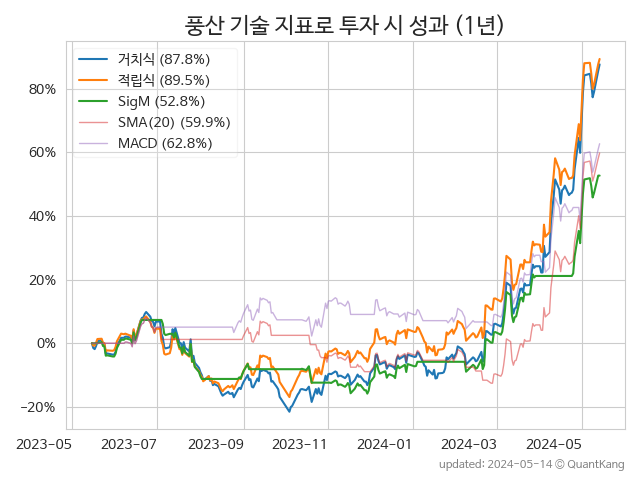 풍산 기술 지표로 투자 시 성과 (1년)
거치식 (87.8%)
적립식 (89.5%)
SigM (52.8%)
SMA(20) (59.9%)
MACD (62.8%)
80%
60%
40%
20%
0%
−20%
2023-05 2023-07 2023-09 2023-11 2024-01 2024-03 2024-05
updated: 2024-05-14 © QuantKang